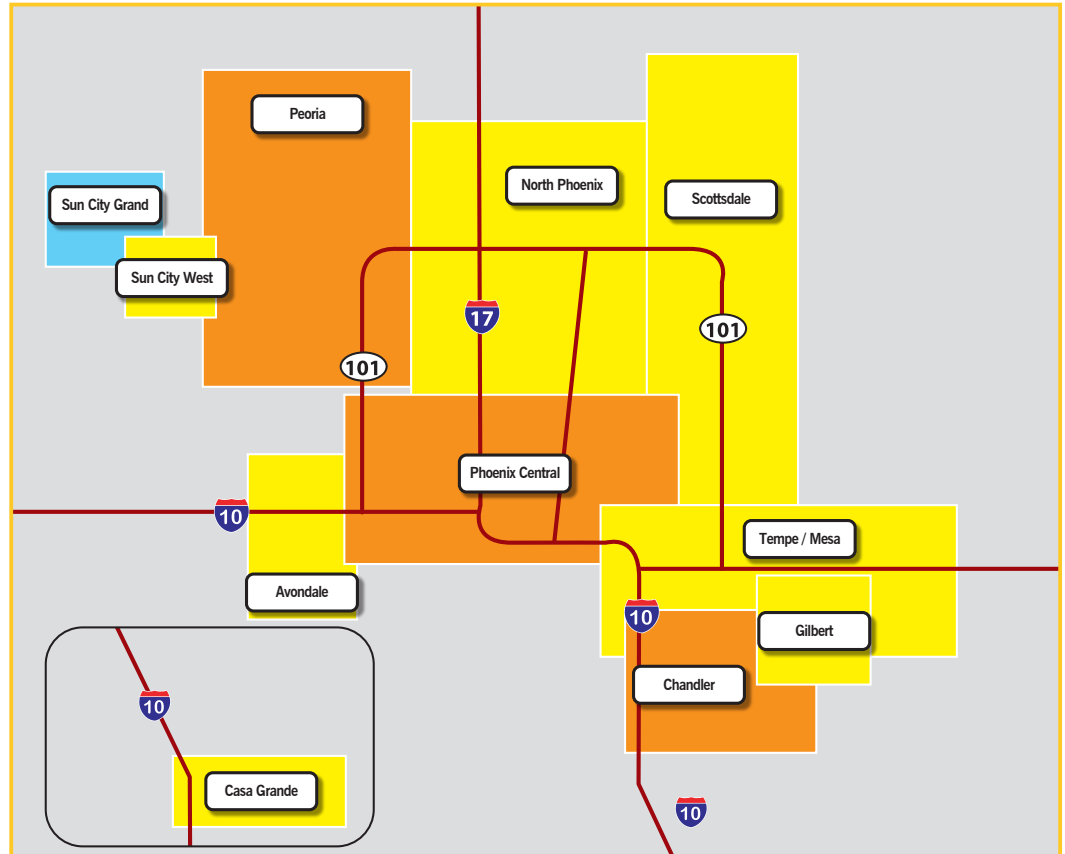 Peoria
North Phoenix
Scottsdale
Sun City Grand
Sun City West
17
101
101
Phoenix Central
10
Tempe / Mesa
Avondale
10
Gilbert
Chandler
10
Casa Grande
10